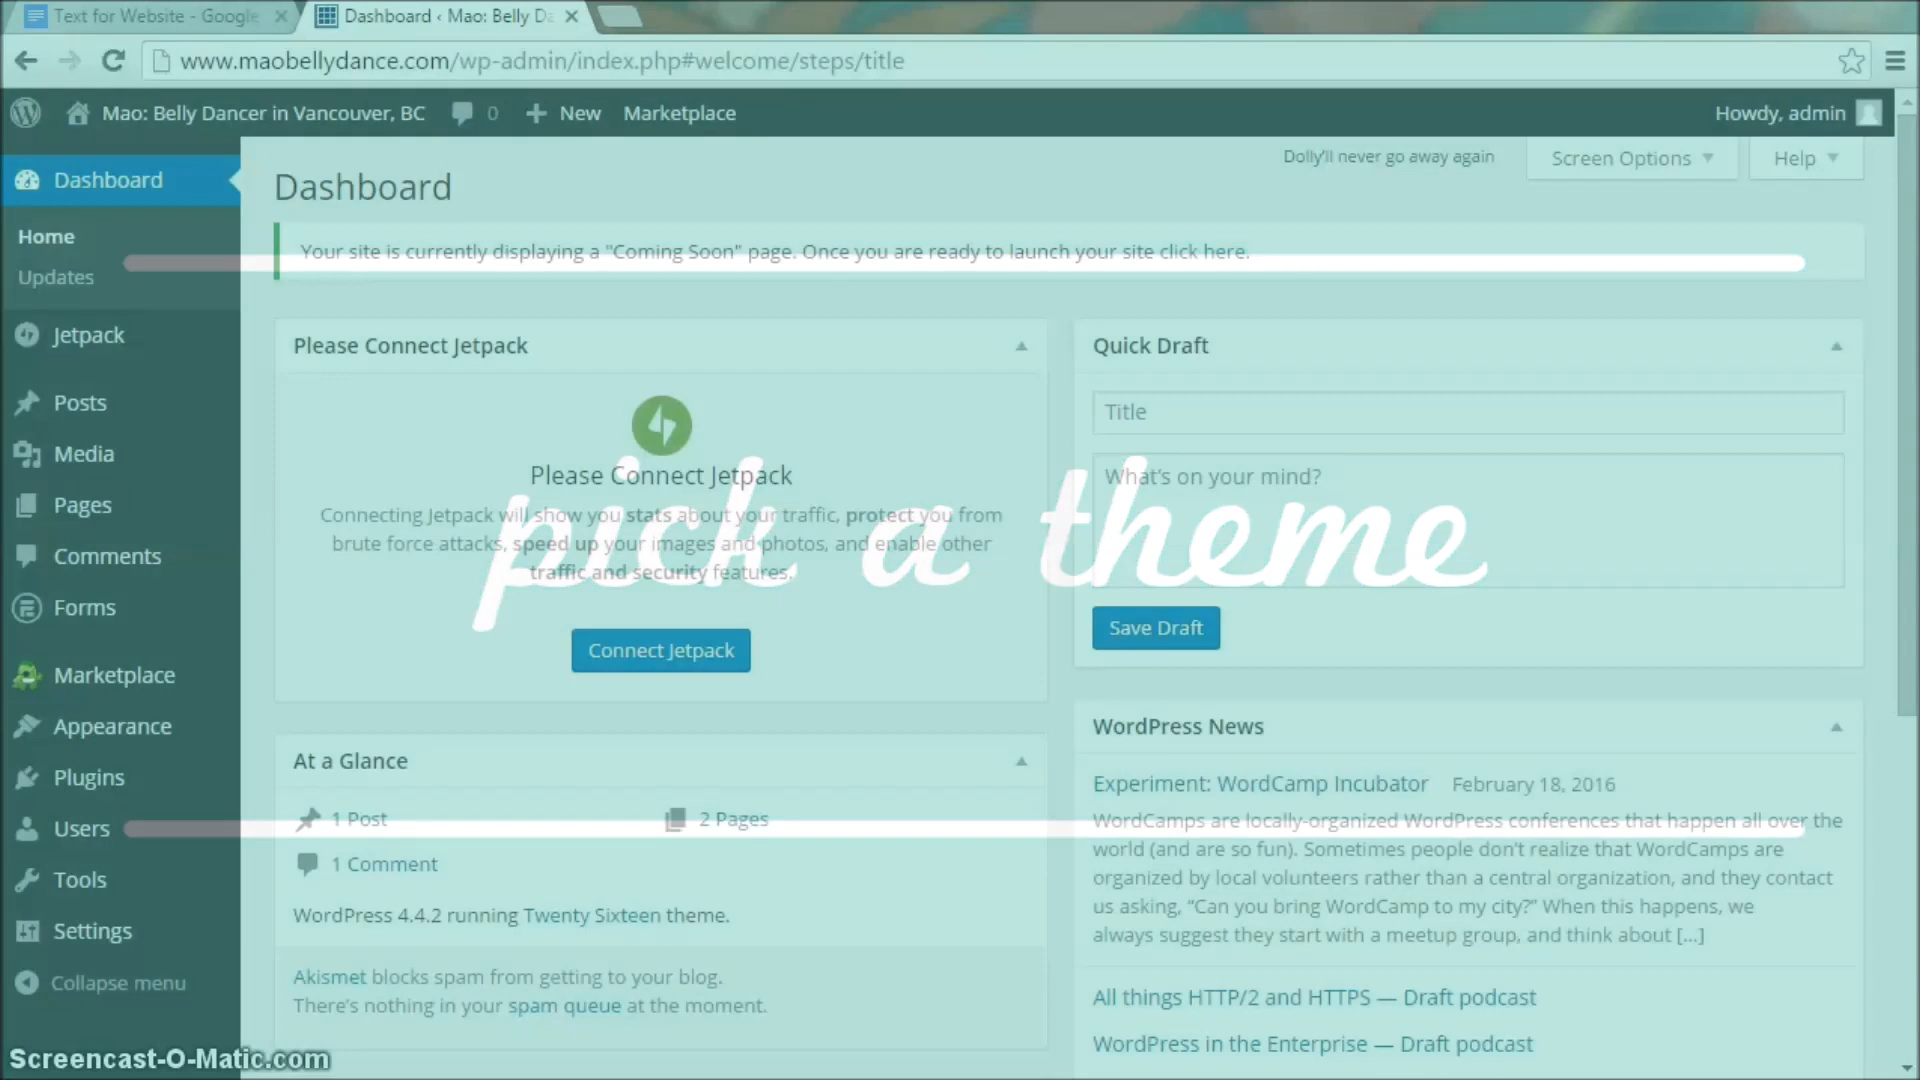 Text for Website - Google
Dashboard ‹ Mao: Belly Da
www.maobellydance.com/wp-admin/index.php#welcome/steps/title
Mao: Belly Dancer in Vancouver, BC
0
New
Marketplace
Howdy, admin
Dashboard
Home
Updates
Jetpack
Posts
Media
Pages
Comments
Forms
Marketplace
Appearance
Plugins
Users
Tools
Settings
Collapse menu
Dolly'll never go away again
Screen Options
Help
Dashboard
Your site is currently displaying a "Coming Soon" page. Once you are ready to launch your site click here.
Please Connect Jetpack
Please Connect Jetpack
Connecting Jetpack will show you stats about your traffic, protect you from
brute force attacks, speed up your images and photos, and enable other
traffic and security features.
Connect Jetpack
pick a theme
At a Glance
1 Post
2 Pages
1 Comment
WordPress 4.4.2 running Twenty Sixteen theme.
Akismet blocks spam from getting to your blog.
There's nothing in your spam queue at the moment.
Quick Draft
Title
What's on your mind?
Save Draft
WordPress News
Experiment: WordCamp Incubator
February 18, 2016
WordCamps are locally-organized WordPress conferences that happen all over the
world (and are so fun). Sometimes people don't realize that WordCamps are
organized by local volunteers rather than a central organization, and they contact
us asking, “Can you bring WordCamp to my city?” When this happens, we
always suggest they start with a meetup group, and think about [...]
All things HTTP/2 and HTTPS — Draft podcast
WordPress in the Enterprise — Draft podcast
Screencast-O-Matic.com